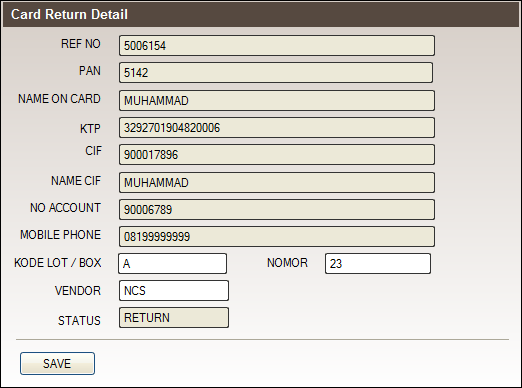 Card Return Detail
REF NO 5006154
PAN 5142
NAME ON CARD MUHAMMAD
KTP 3292701904820006
CIF 900017896
NAME CIF MUHAMMAD
NO ACCOUNT 90006789
MOBILE PHONE 08199999999
KODE LOT / BOX A NOMOR 23
VENDOR NCS
STATUS RETURN
SAVE